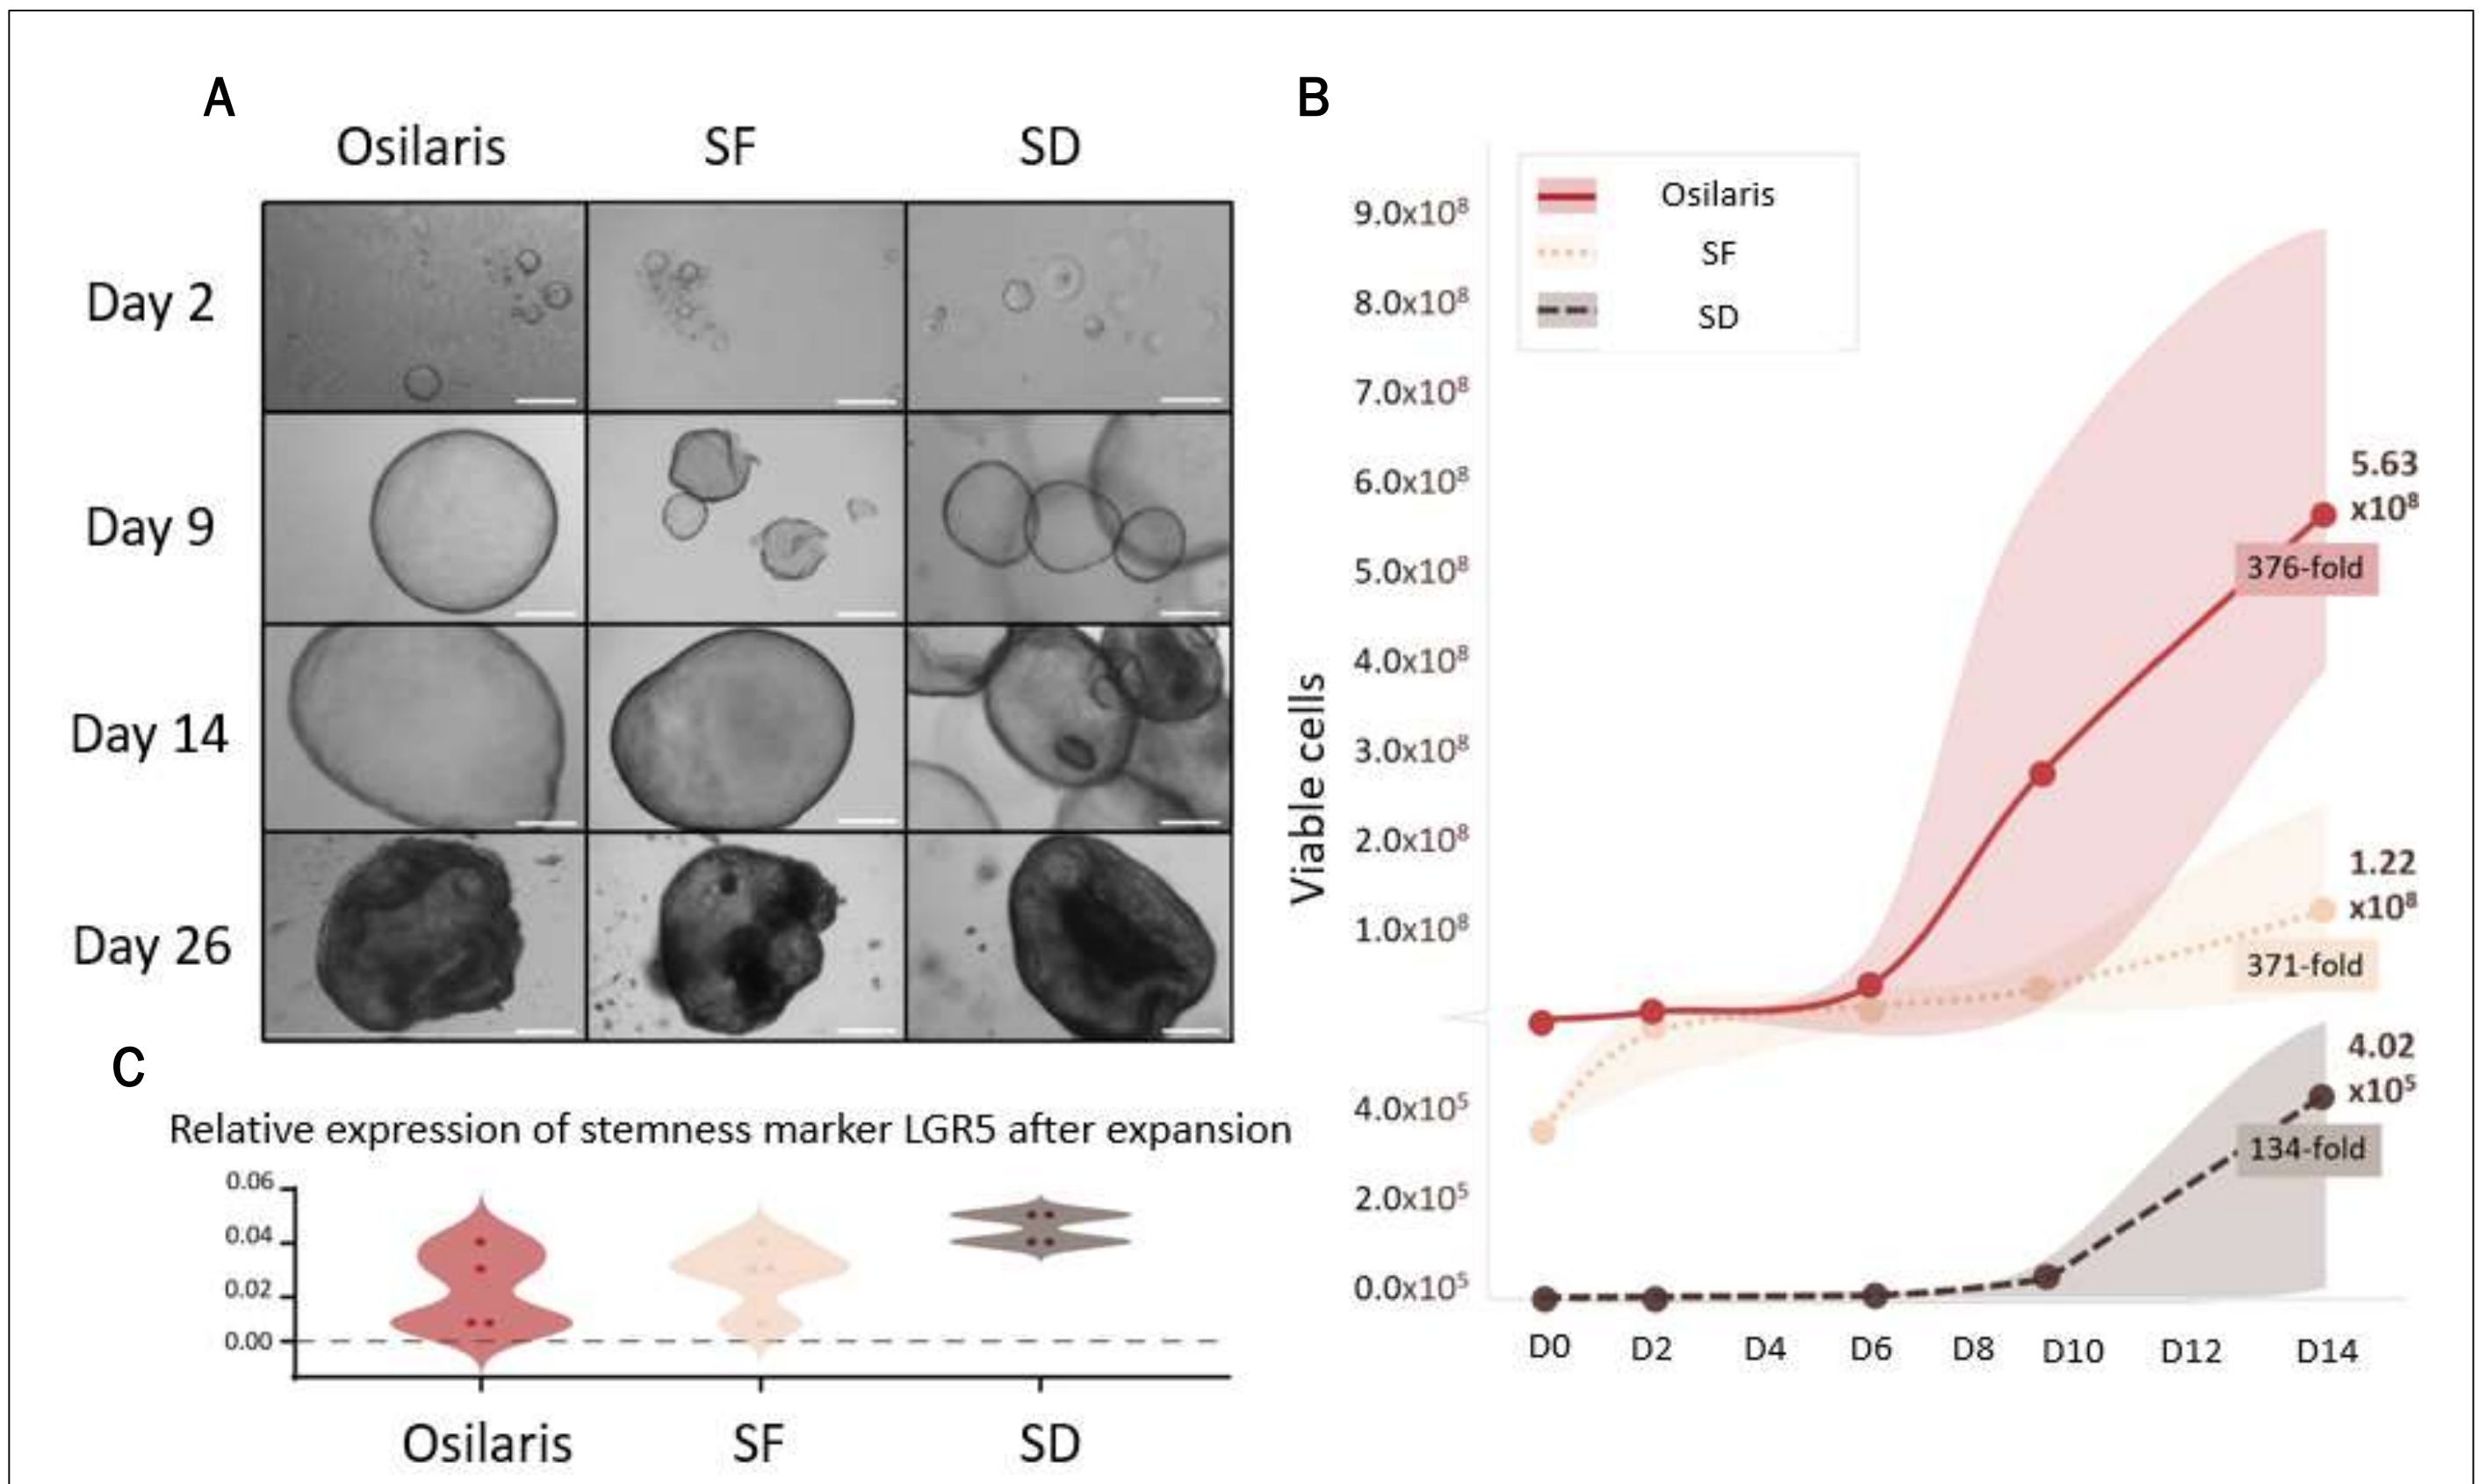 A
Osilaris SF SD
Day 2
Day 9
Day 14
Day 26
B
Osilaris
SF
SD
Viable cells
9.0x10⁸
8.0x10⁸
7.0x10⁸
6.0x10⁸
5.0x10⁸
4.0x10⁸
3.0x10⁸
2.0x10⁸
1.0x10⁸
4.0x10⁵
2.0x10⁵
0.0x10⁵
5.63
x10⁸
376-fold
1.22
x10⁸
371-fold
4.02
x10⁵
134-fold
D0 D2 D4 D6 D8 D10 D12 D14
C
Relative expression of stemness marker LGR5 after expansion
0.06
0.04
0.02
0.00
Osilaris SF SD